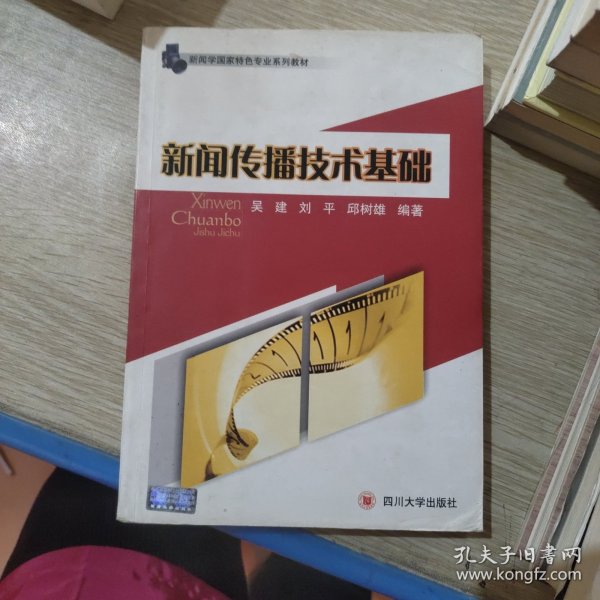 新闻学国家特色专业系列教材
新闻传播技术基础
Xinwen
Chuanbo
Jishu Jichu
吴 建 刘 平 邱树雄 编著
四川大学出版社
孔夫子旧书网
www.kongfz.com